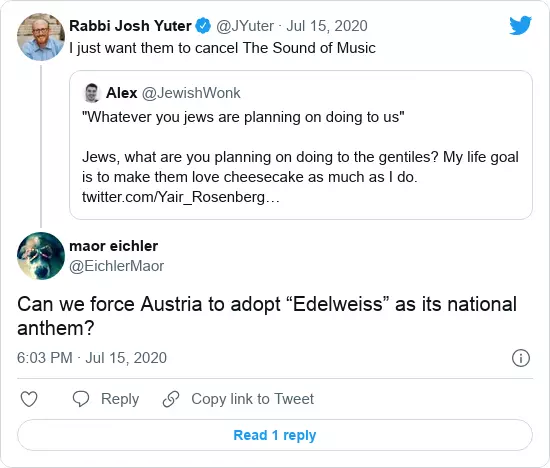 Rabbi Josh Yuter @JYuter · Jul 15, 2020
I just want them to cancel The Sound of Music
Alex @JewishWonk
"Whatever you jews are planning on doing to us"
Jews, what are you planning on doing to the gentiles? My life goal
is to make them love cheesecake as much as I do.
twitter.com/Yair_Rosenberg…
maor eichler
@EichlerMaor
Can we force Austria to adopt “Edelweiss” as its national
anthem?
6:03 PM · Jul 15, 2020
Reply Copy link to Tweet
Read 1 reply